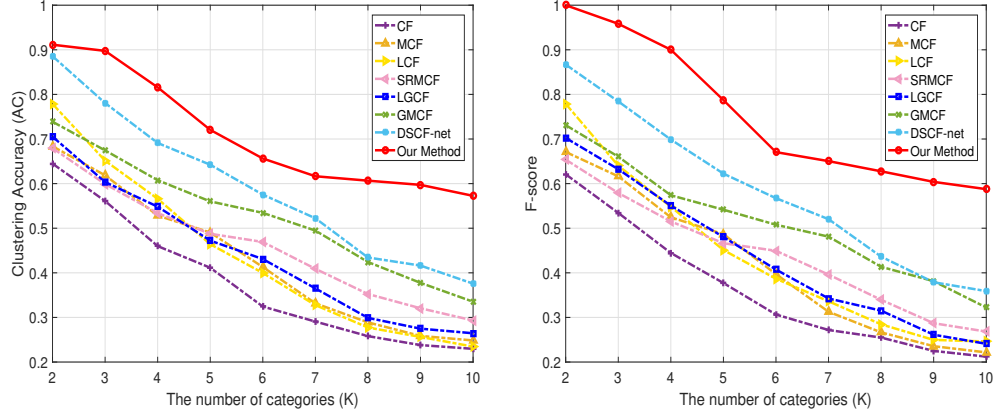 1
0.9
0.8
0.7
0.6
0.5
0.4
0.3
0.2
Clustering Accuracy (AC)
2 3 4 5 6 7 8 9 10
The number of categories (K)
CF
MCF
LCF
SRMCF
LGCF
GMCF
DSCF-net
Our Method
1
0.9
0.8
0.7
0.6
0.5
0.4
0.3
0.2
F-score
2 3 4 5 6 7 8 9 10
The number of categories (K)
CF
MCF
LCF
SRMCF
LGCF
GMCF
DSCF-net
Our Method